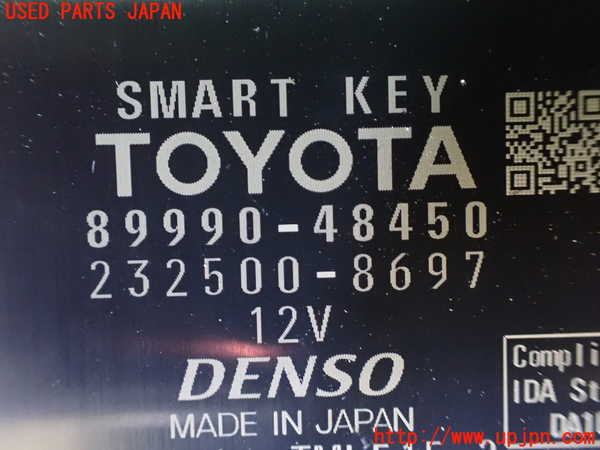 USED PARTS JAPAN
SMART KEY
TOYOTA
89990-48450
232500-8697
12V
DENSO
Compli
IDA St
MADE IN JAPAN
http://www.upjpn.com/